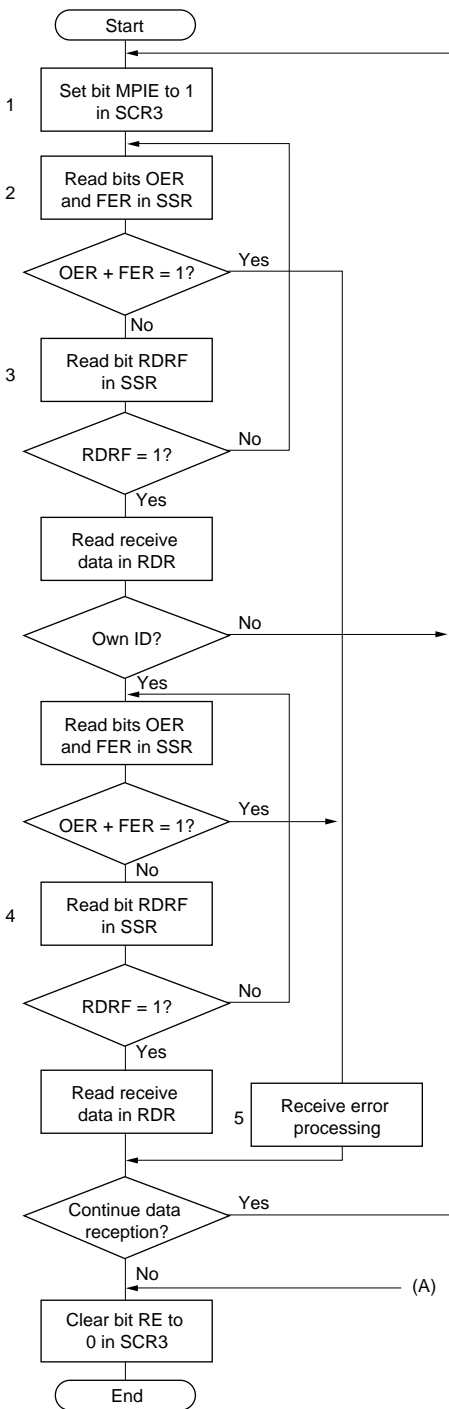 Start
1
Set bit MPIE to 1
in SCR3
2
Read bits OER
and FER in SSR
OER + FER = 1?
Yes
No
3
Read bit RDRF
in SSR
RDRF = 1?
No
Yes
Read receive
data in RDR
Own ID?
No
Yes
Read bits OER
and FER in SSR
OER + FER = 1?
Yes
No
4
Read bit RDRF
in SSR
RDRF = 1?
No
Yes
Read receive
data in RDR
5
Receive error
processing
Continue data
reception?
Yes
No
(A)
Clear bit RE to
0 in SCR3
End